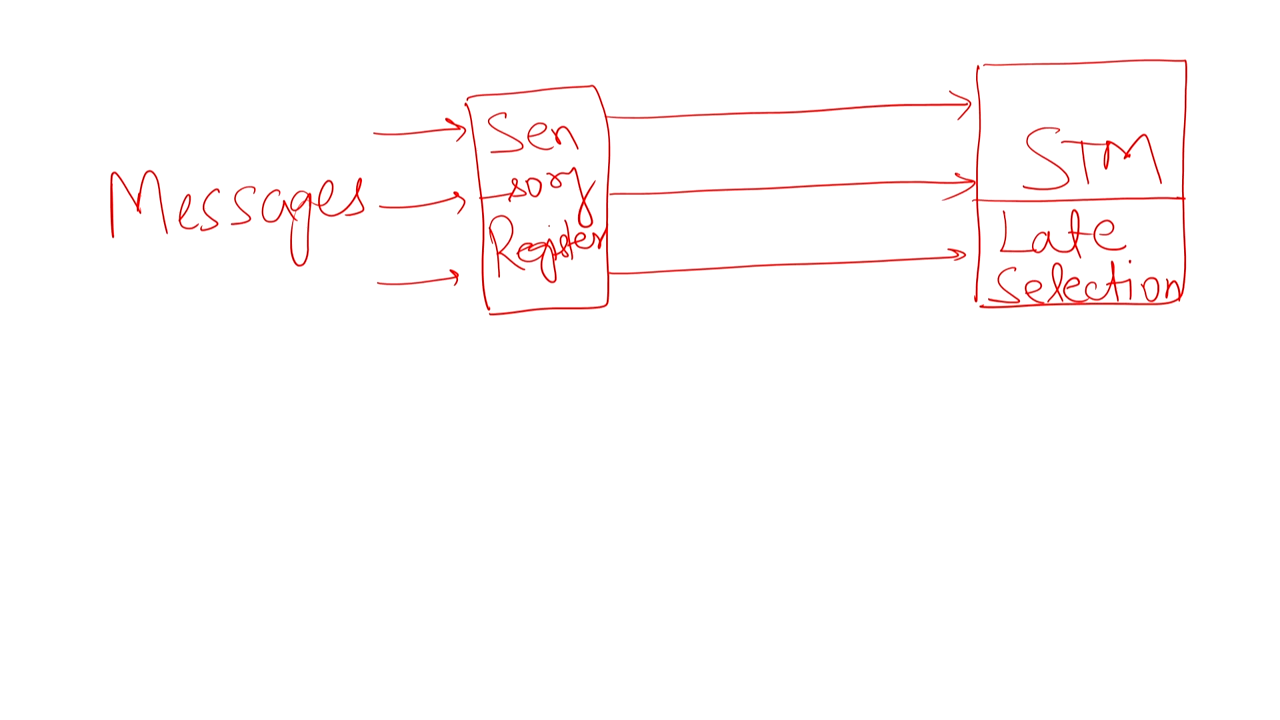 Messages
Sen
sory
Register
STM
Late
Selection